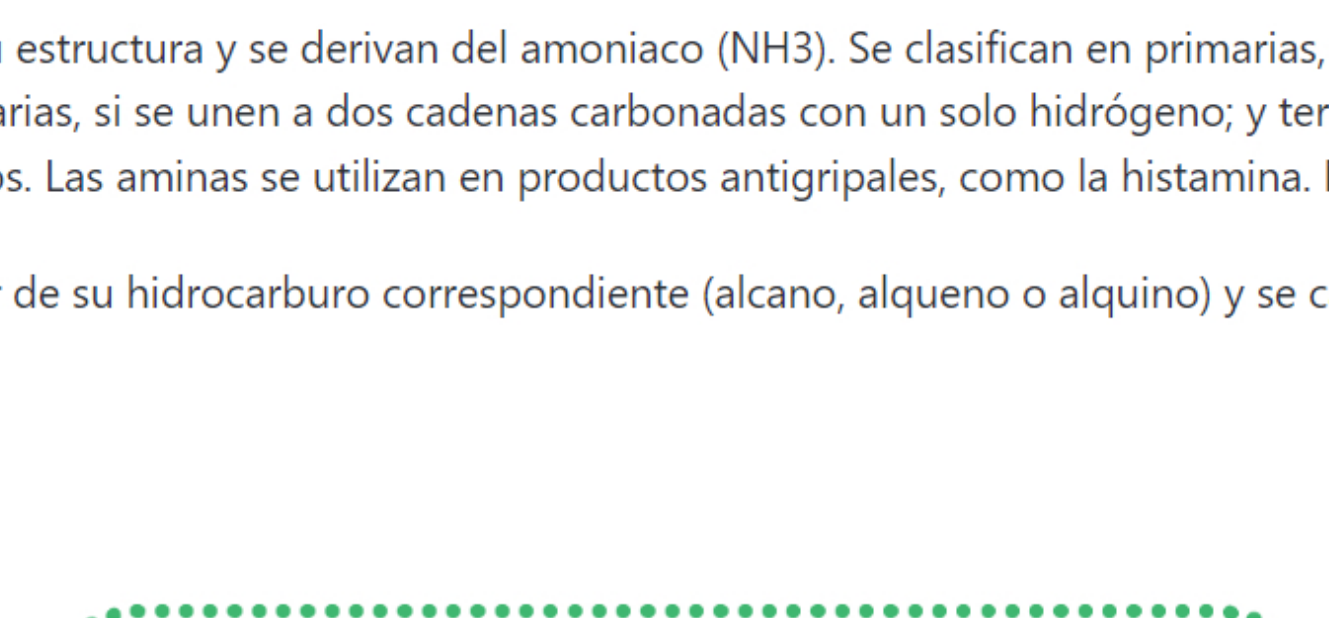 estructura y se derivan del amoniaco (NH3). Se clasifican en primarias,
arias, si se unen a dos cadenas carbonadas con un solo hidrógeno; y ter
os. Las aminas se utilizan en productos antigripales, como la histamina.
de su hidrocarburo correspondiente (alcano, alqueno o alquino) y se c